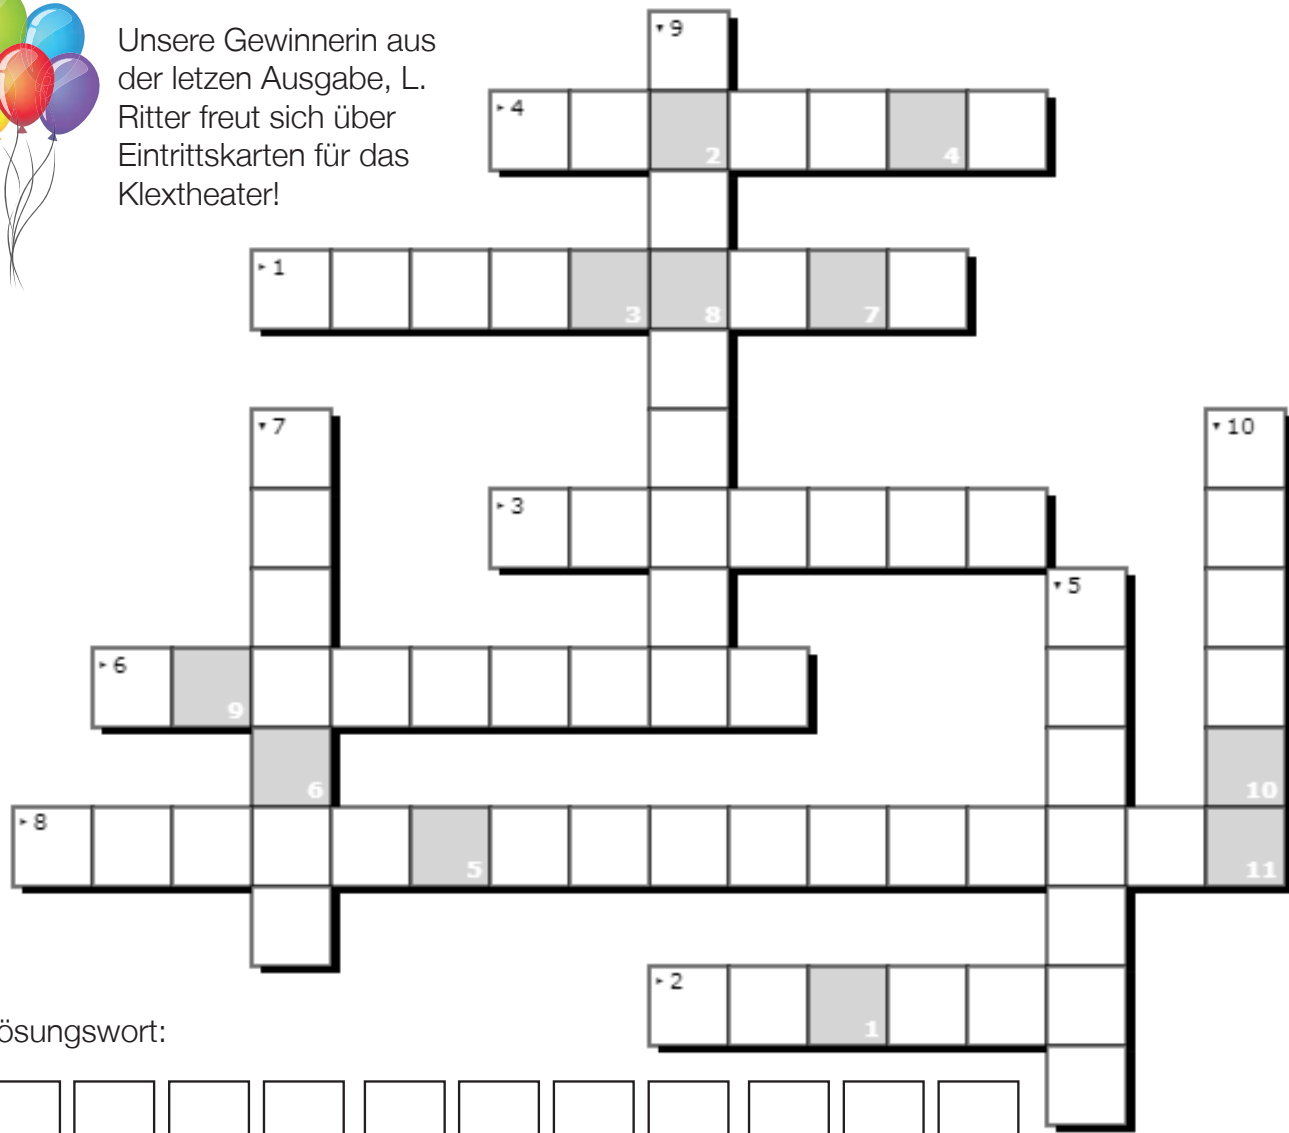 Unsere Gewinnerin aus
der letzen Ausgabe, L.
Ritter freut sich über
Eintrittskarten für das
Klextheater!
9
4
2 4
1
3 8 7
7
10
3
5
6
9
6
10
8
5
11
2
1
ösungswort: